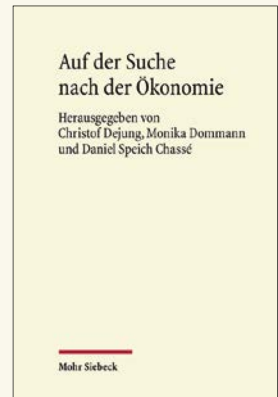 Auf der Suche
nach der Ökonomie
Herausgegeben von
Christof Dejung, Monika Dommann
und Daniel Speich Chassé
Mohr Siebeck